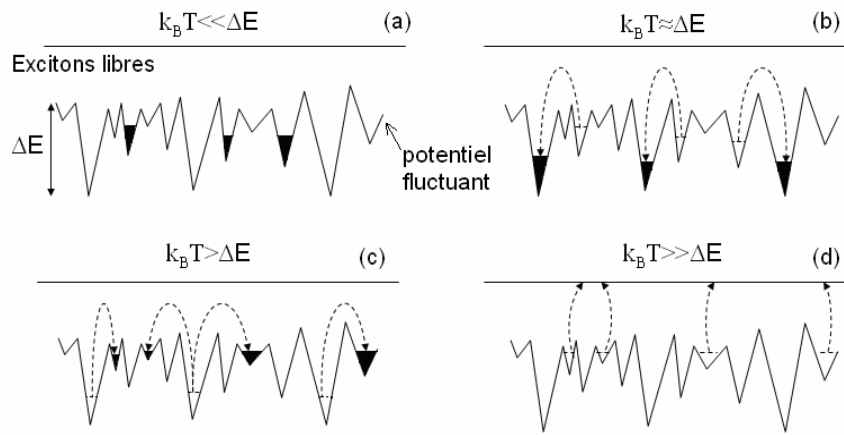 k_BT<<ΔE
(a)
Excitons libres
ΔE
potentiel
fluctuant
k_BT≈ΔE
(b)
k_BT>ΔE
(c)
k_BT>>ΔE
(d)